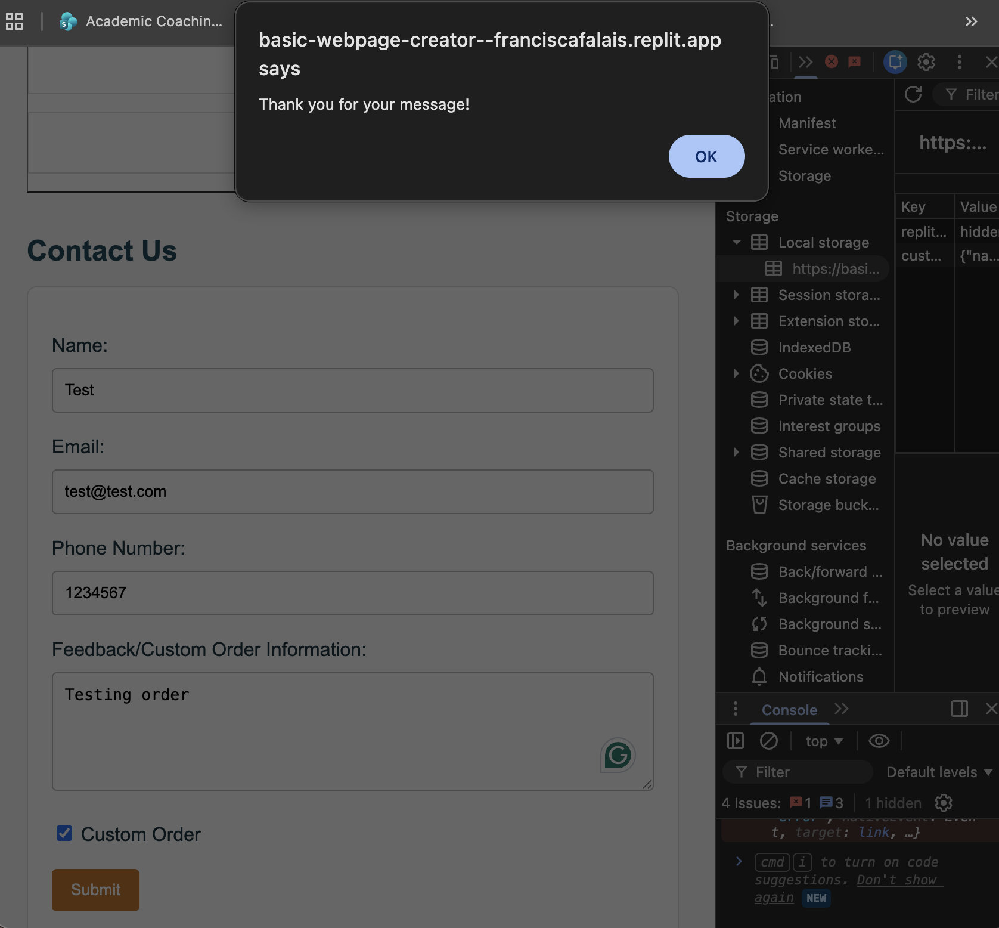 Academic Coachin...
basic-webpage-creator--franciscafalais.replit.app
says
Thank you for your message!
OK
Contact Us
Name:
Test
Email:
test@test.com
Phone Number:
1234567
Feedback/Custom Order Information:
Testing order
Custom Order
Submit
ation
Manifest
Service worke...
Storage
Storage
Local storage
https://basi...
Session stora...
Extension sto...
IndexedDB
Cookies
Private state t...
Interest groups
Shared storage
Cache storage
Storage buck...
Background services
Back/forward ...
Background f...
Background s...
Bounce tracki...
Notifications
Filter
https:...
Key Value
replit... hidde
cust... {"na...
No value
selected
Select a value
to preview
Console
top
Filter Default levels
4 Issues: 1 3 1 hidden
t, target: link, …}
cmd i to turn on code
suggestions. Don't show
again NEW